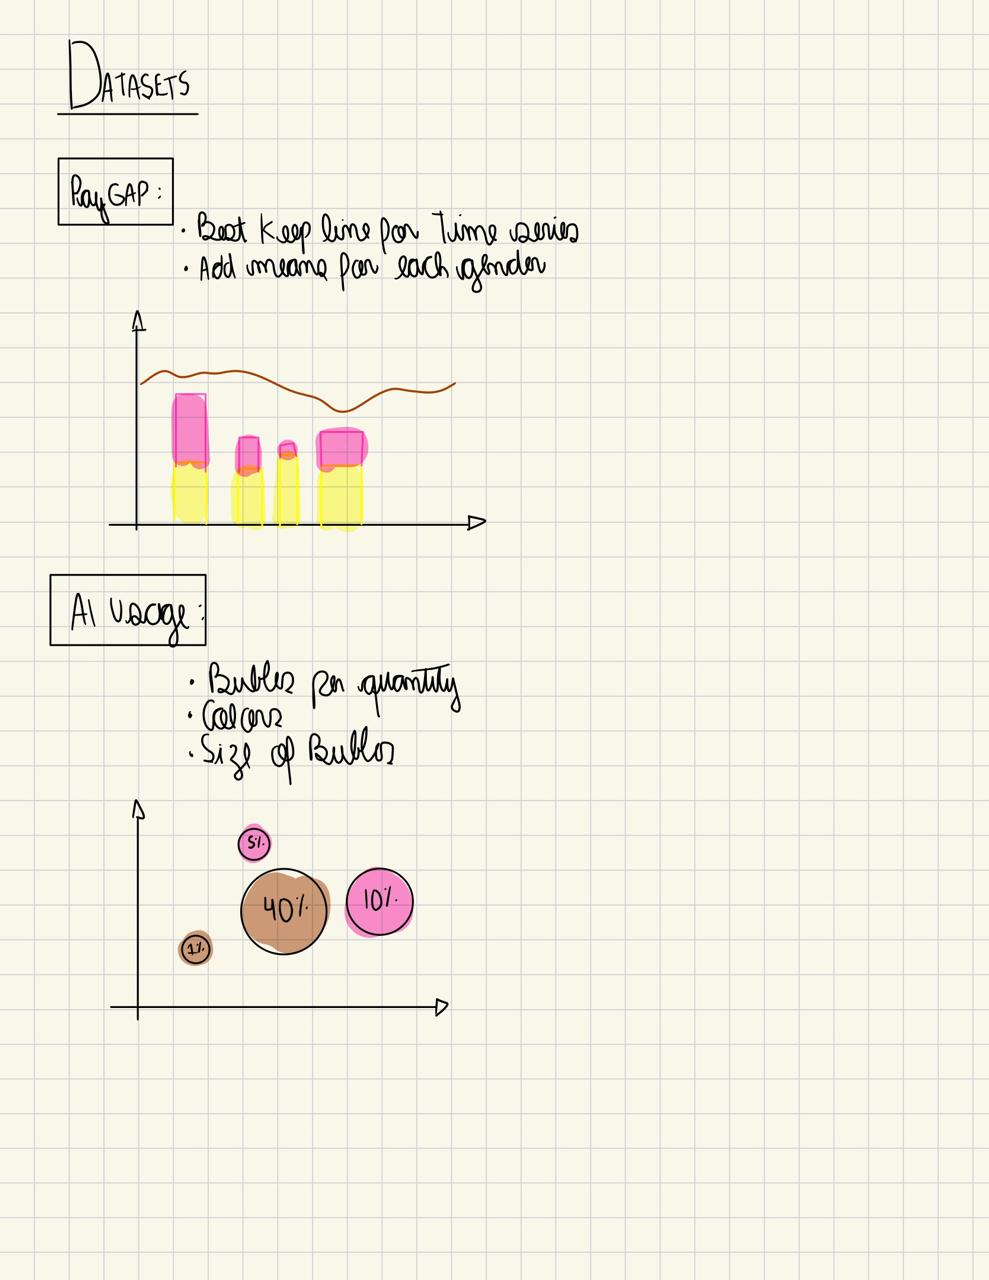 DATASETS
Pay GAP:
• Best Keep line for Time series
• Add means for each gender
AI Usage:
• Bubles per quantity
• Colors
• Size of Bubles
5%
40%
10%
1%